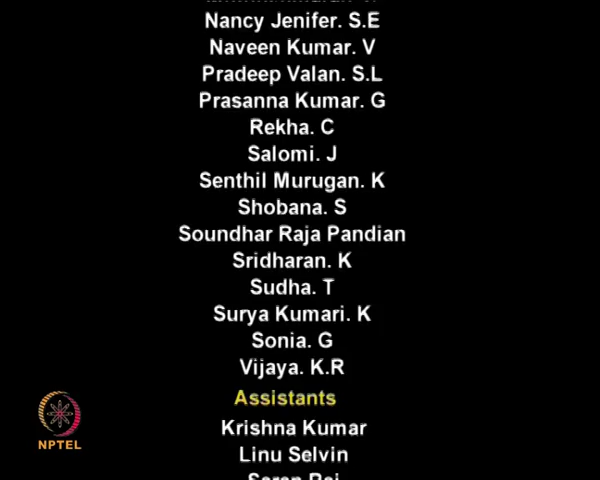 Nancy Jenifer. S.E
Naveen Kumar. V
Pradeep Valan. S.L
Prasanna Kumar. G
Rekha. C
Salomi. J
Senthil Murugan. K
Shobana. S
Soundhar Raja Pandian
Sridharan. K
Sudha. T
Surya Kumari. K
Sonia. G
Vijaya. K.R
Assistants
Krishna Kumar
Linu Selvin
NPTEL